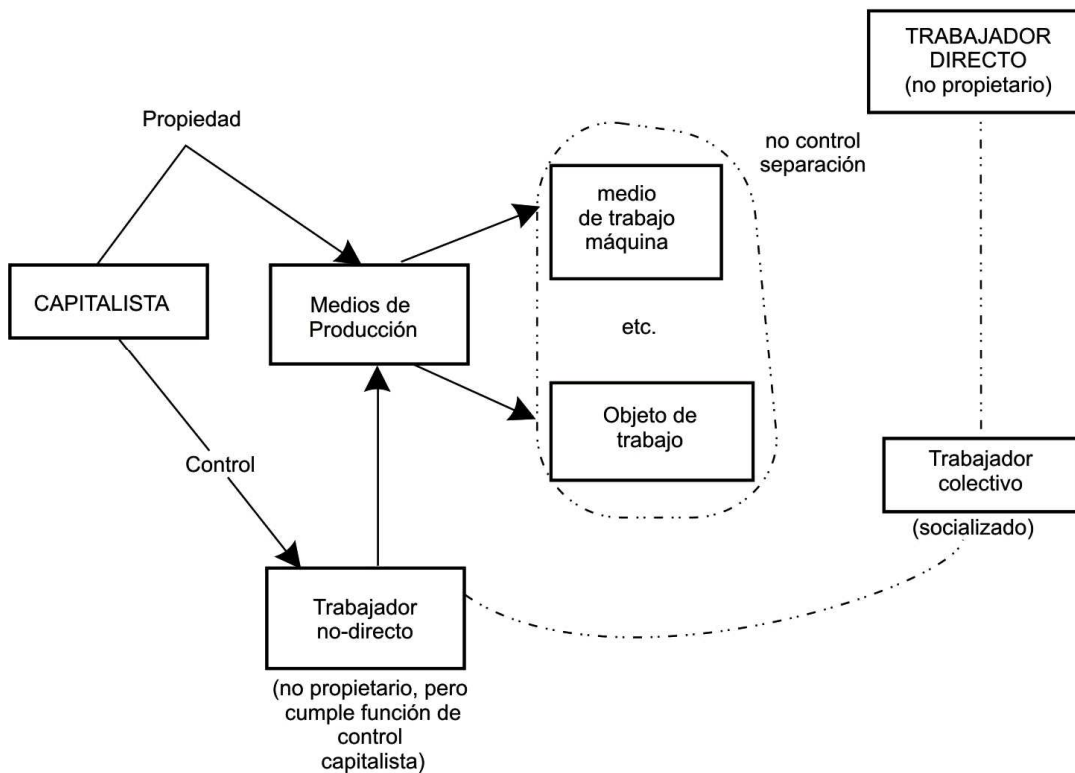 TRABAJADOR
DIRECTO
(no propietario)
Propiedad
no control
separación
medio
de trabajo
máquina
CAPITALISTA
Medios de
Producción
etc.
Objeto de
trabajo
Control
Trabajador
colectivo
(socializado)
Trabajador
no-directo
(no propietario, pero
cumple función de
control
capitalista)